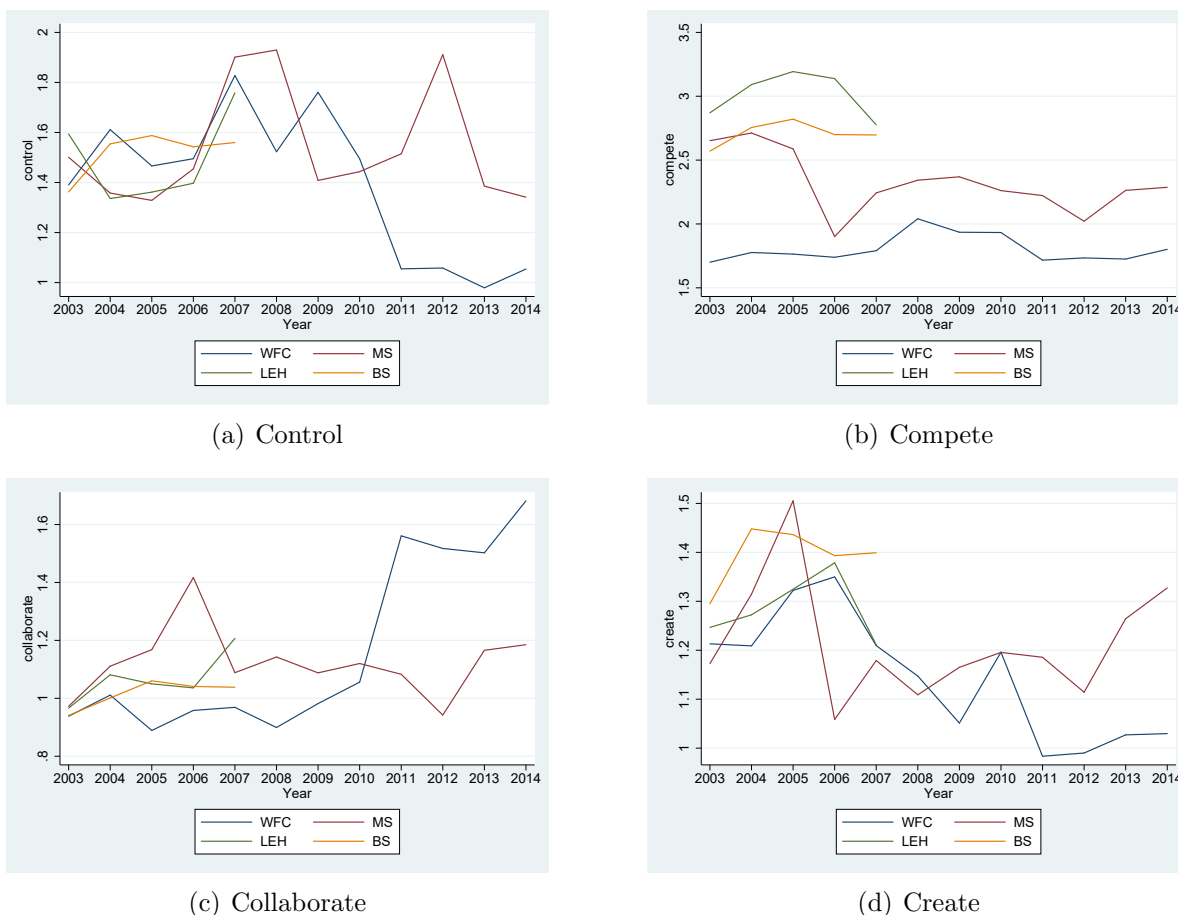 2
1.8
1.6
1.4
1.2
1
control
2003 2004 2005 2006 2007 2008 2009 2010 2011 2012 2013 2014
Year
WFC MS
LEH BS
(a) Control
3.5
3
2.5
2
1.5
compete
2003 2004 2005 2006 2007 2008 2009 2010 2011 2012 2013 2014
Year
WFC MS
LEH BS
(b) Compete
1.6
1.4
1.2
1
.8
collaborate
2003 2004 2005 2006 2007 2008 2009 2010 2011 2012 2013 2014
Year
WFC MS
LEH BS
(c) Collaborate
1.5
1.4
1.3
1.2
1.1
1
create
2003 2004 2005 2006 2007 2008 2009 2010 2011 2012 2013 2014
Year
WFC MS
LEH BS
(d) Create